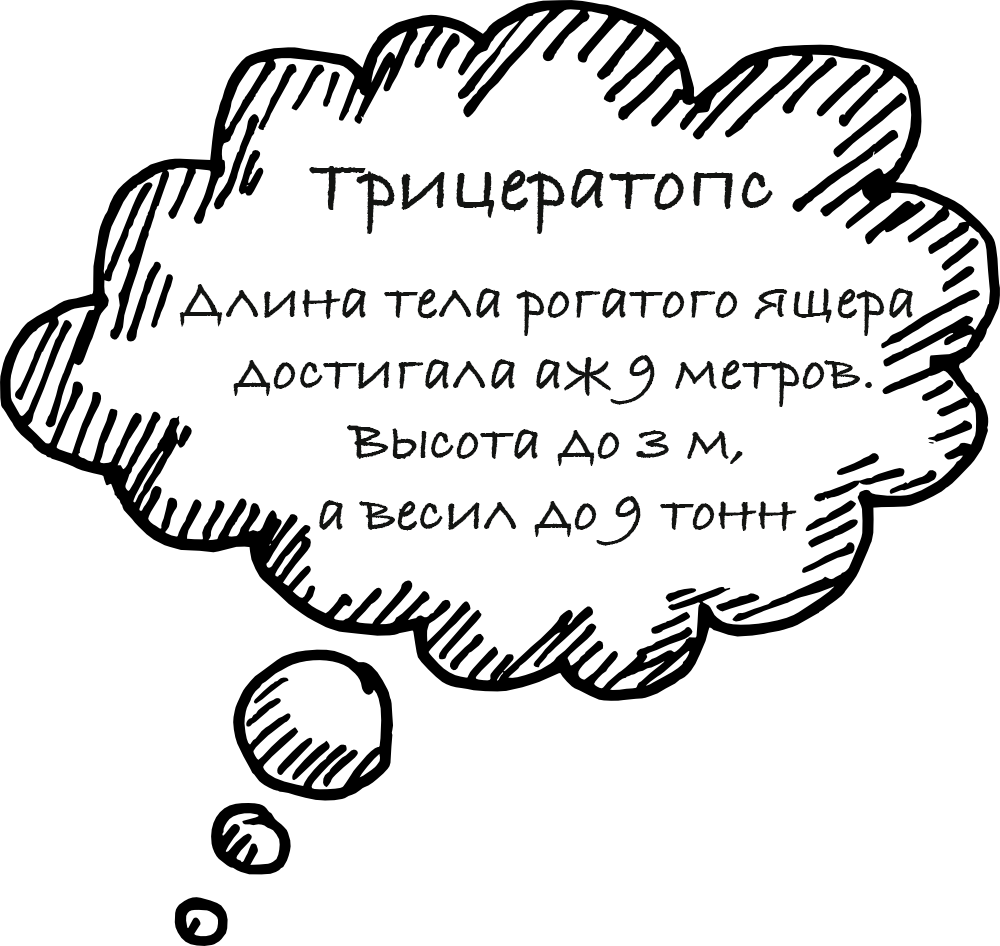 Трицератопс
Длина тела рогатого ящера
достигала аж 9 метров.
Высота до 3 м,
а весил до 9 тонн